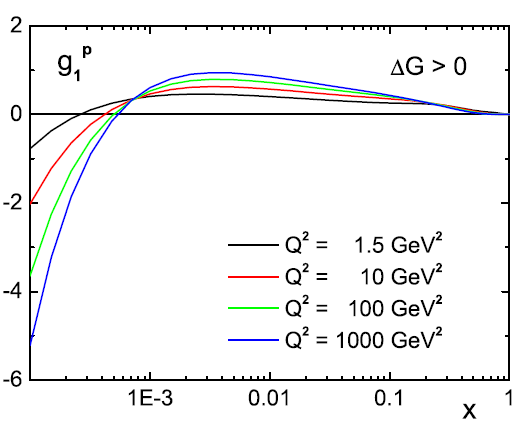 2
g₁ᵖ
ΔG > 0
0
-2
Q² = 1.5 GeV²
Q² = 10 GeV²
-4
Q² = 100 GeV²
Q² = 1000 GeV²
-6
1E-3 0.01 0.1 1
x